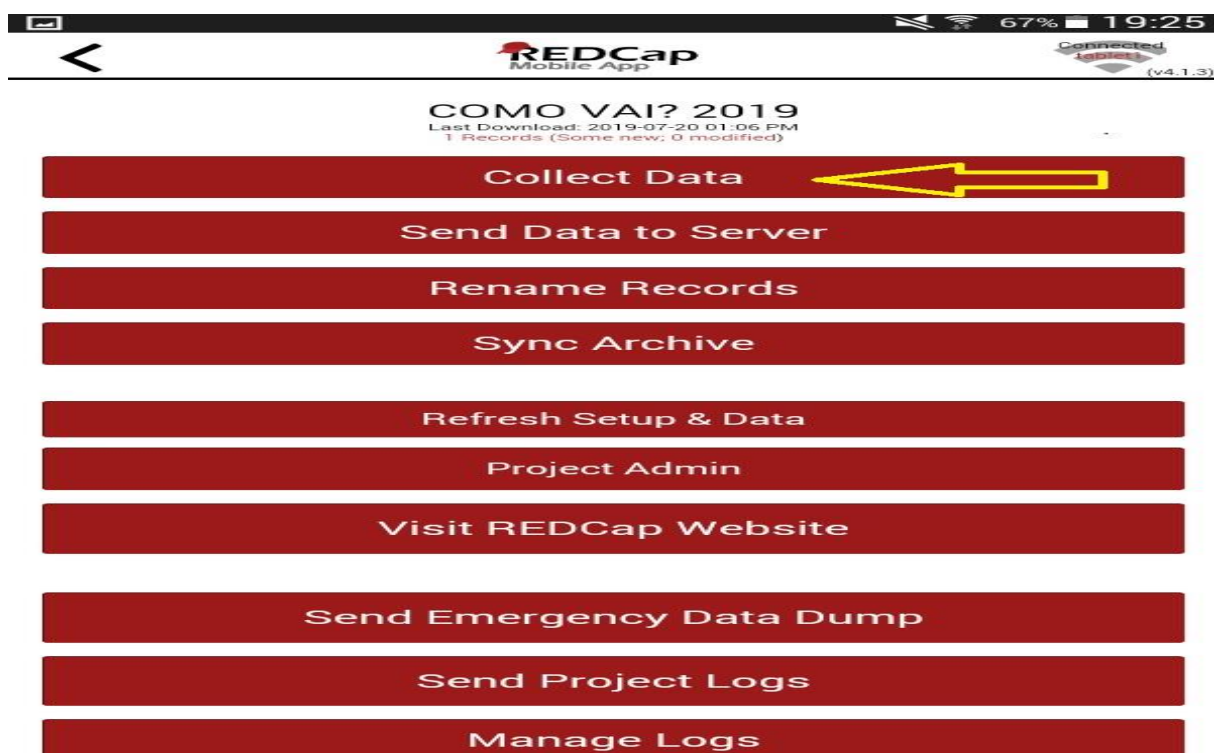 67% 19:25
REDCap
Mobile App
Connected
tablet1
(v4.1.3)
COMO VAI? 2019
Last Download: 2019-07-20 01:06 PM
1 Records (Some new; 0 modified)
Collect Data
Send Data to Server
Rename Records
Sync Archive
Refresh Setup & Data
Project Admin
Visit REDCap Website
Send Emergency Data Dump
Send Project Logs
Manage Logs